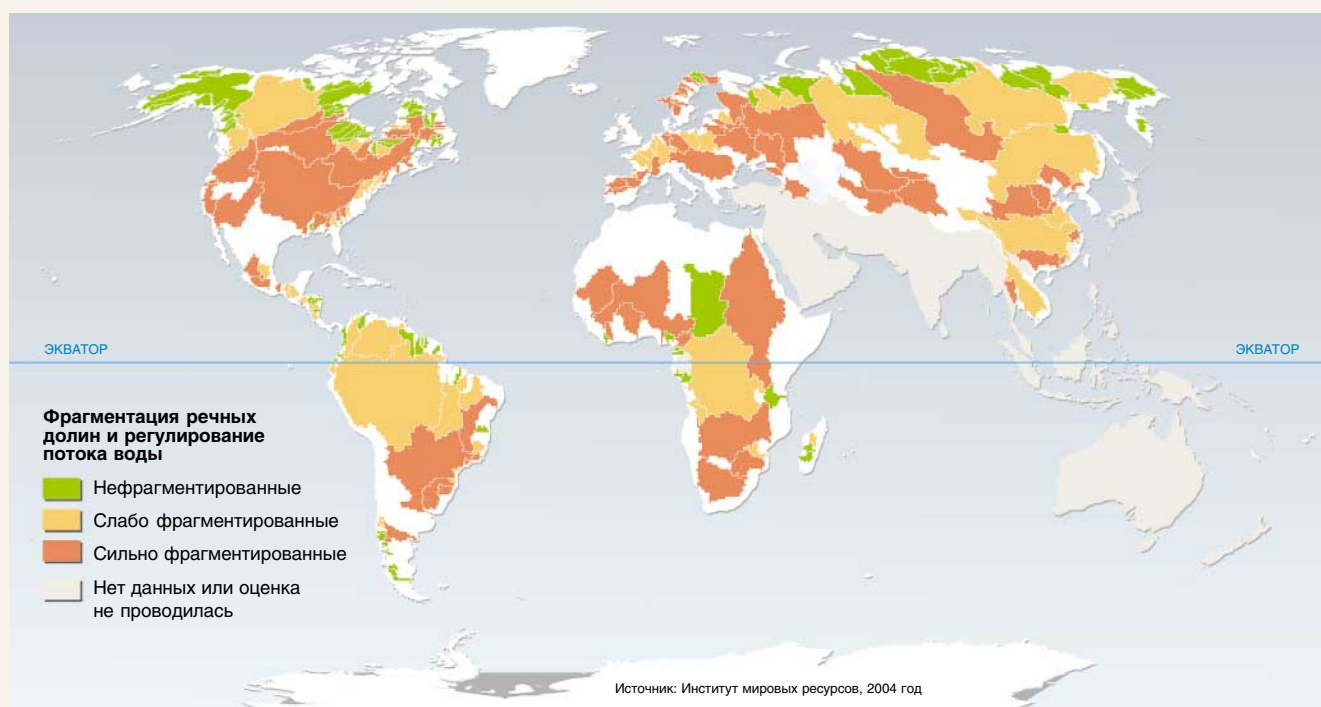 ЭКВАТОР
ЭКВАТОР
Фрагментация речных
долин и регулирование
потока воды
Нефрагментированные
Слабо фрагментированные
Сильно фрагментированные
Нет данных или оценка
не проводилась
Источник: Институт мировых ресурсов, 2004 год